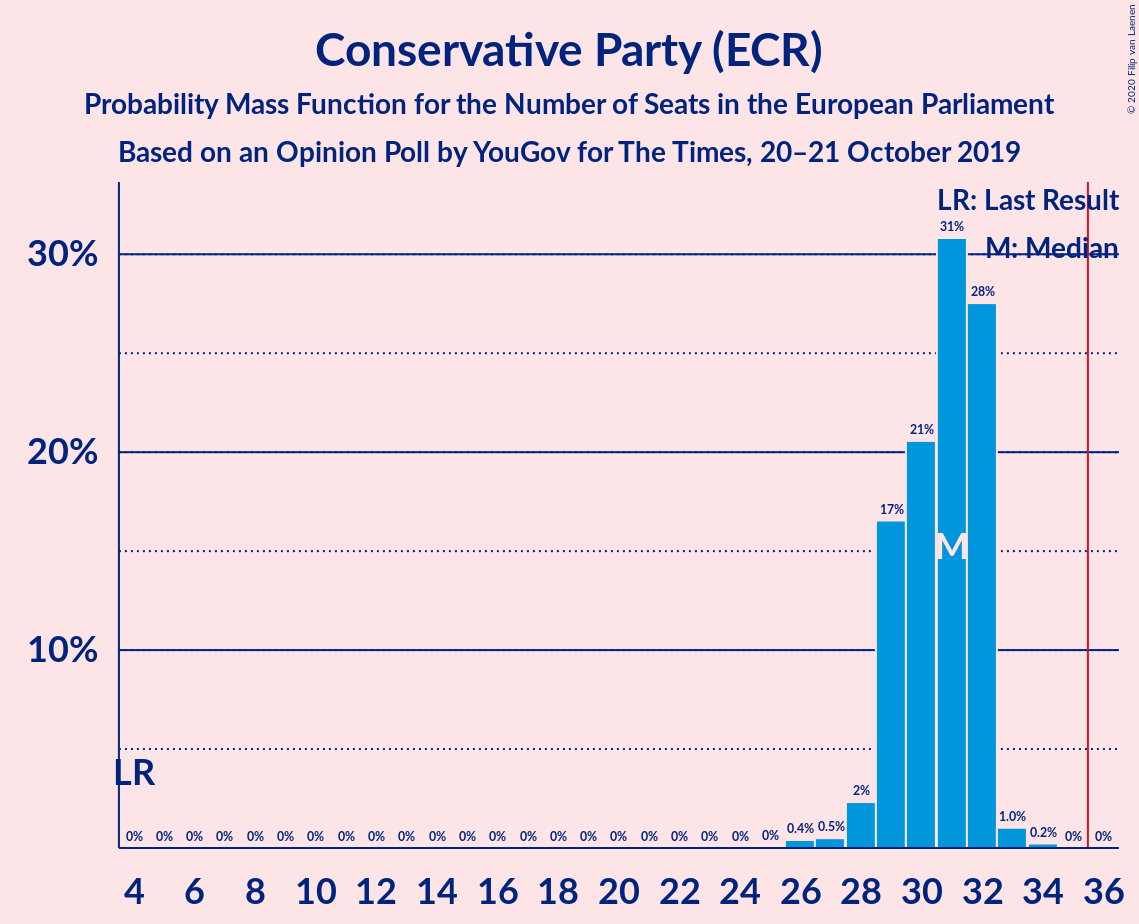 Conservative Party (ECR)
Probability Mass Function for the Number of Seats in the European Parliament
Based on an Opinion Poll by YouGov for The Times, 20–21 October 2019
© 2020 Filip van Laenen
LR: Last Result
M: Median
30%
20%
10%
31%
28%
21%
17%
M
LR
2%
0% 0% 0% 0% 0% 0% 0% 0% 0% 0% 0% 0% 0% 0% 0% 0% 0% 0% 0% 0% 0% 0% 0.4% 0.5% 1.0% 0.2% 0% 0%
4 6 8 10 12 14 16 18 20 22 24 26 28 30 32 34 36